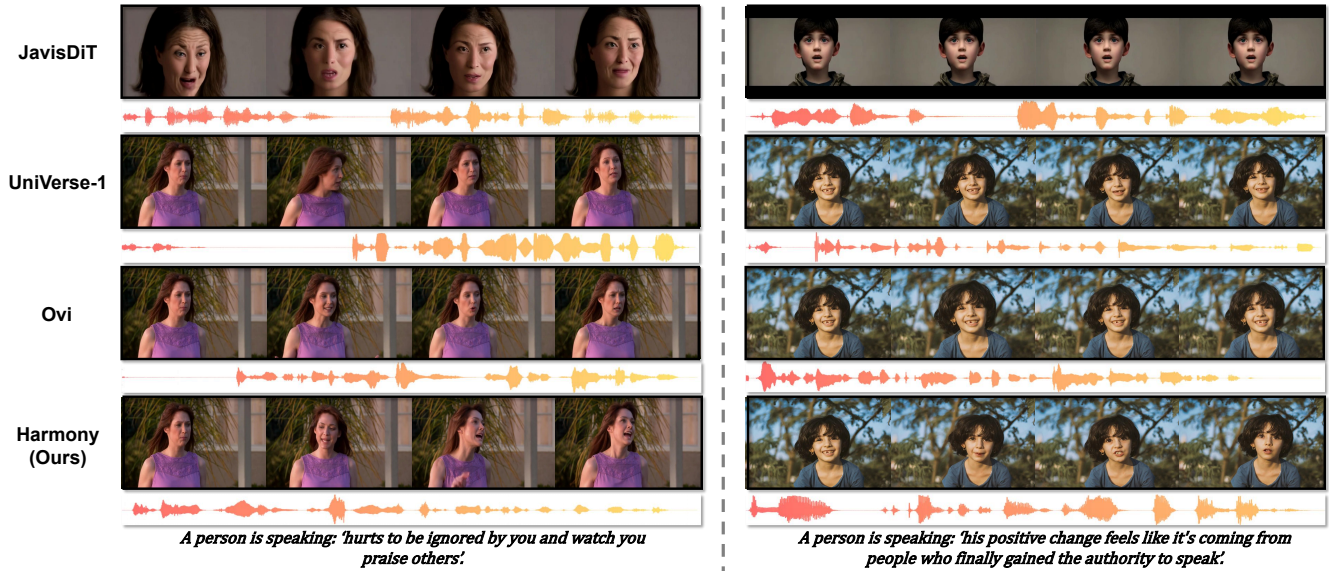 JavisDiT
UniVerse-1
Ovi
Harmony
(Ours)
A person is speaking: 'hurts to be ignored by you and watch you
praise others'.
A person is speaking: 'his positive change feels like it's coming from
people who finally gained the authority to speak'.